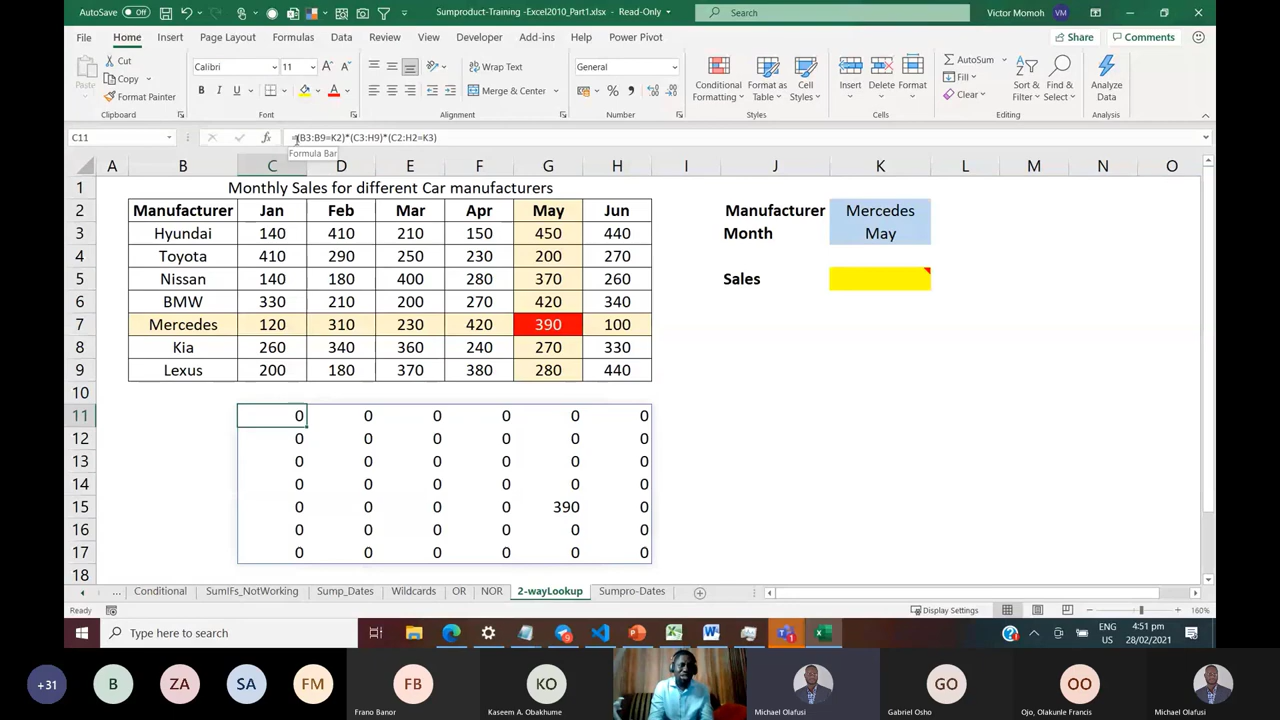 AutoSave Off Sumproduct-Training -Excel2010_Part1.xlsx - Read-Only Search Victor Momoh VM
File Home Insert Page Layout Formulas Data Review View Developer Add-ins Help Power Pivot Share Comments
Cut Calibri 11 Wrap Text General AutoSum
Copy Fill
Paste Format Painter B I U Merge & Center Conditional Formatting Format as Table Cell Styles Insert Delete Format Clear Sort & Filter Find & Select Analyze Data
Clipboard Font Alignment Number Styles Cells Editing Analysis
C11 fx =(B3:B9=K2)*(C3:H9)*(C2:H2=K3)
Formula Bar
A B C D E F G H I J K L M N O
1 Monthly Sales for different Car manufacturers
2 Manufacturer Jan Feb Mar Apr May Jun Manufacturer Mercedes
3 Hyundai 140 410 210 150 450 440 Month May
4 Toyota 410 290 250 230 200 270
5 Nissan 140 180 400 280 370 260 Sales
6 BMW 330 210 200 270 420 340
7 Mercedes 120 310 230 420 390 100
8 Kia 260 340 360 240 270 330
9 Lexus 200 180 370 380 280 440
10
11 0 0 0 0 0 0
12 0 0 0 0 0 0
13 0 0 0 0 0 0
14 0 0 0 0 0 0
15 0 0 0 0 390 0
16 0 0 0 0 0 0
17 0 0 0 0 0 0
18
... Conditional SumIFs_NotWorking Sump_Dates Wildcards OR NOR 2-wayLookup Sumpro-Dates
Ready Display Settings 160%
Type here to search ENG US 4:51 pm 28/02/2021
+31 B ZA SA FM FB KO GO OO
Frano Banor Kaseem A. Obakhume Michael Olafusi Gabriel Osho Ojo, Olakunle Francis Michael Olafusi